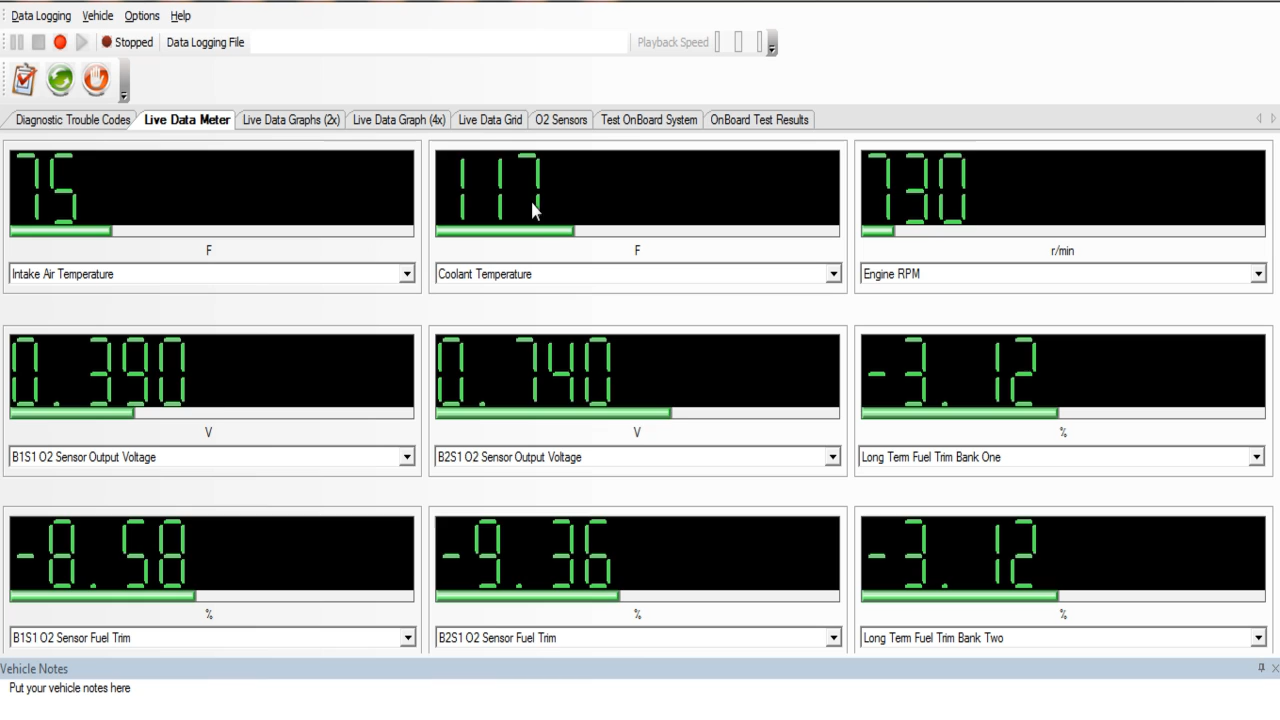 Data Logging Vehicle Options Help
Stopped Data Logging File Playback Speed
Diagnostic Trouble Codes Live Data Meter Live Data Graphs (2x) Live Data Graph (4x) Live Data Grid O2 Sensors Test OnBoard System OnBoard Test Results
75 117 730
F F r/min
Intake Air Temperature Coolant Temperature Engine RPM
0.390 0.740 -3.12
V V %
B1S1 O2 Sensor Output Voltage B2S1 O2 Sensor Output Voltage Long Term Fuel Trim Bank One
-8.58 -9.36 -3.12
% % %
B1S1 O2 Sensor Fuel Trim B2S1 O2 Sensor Fuel Trim Long Term Fuel Trim Bank Two
Vehicle Notes
Put your vehicle notes here